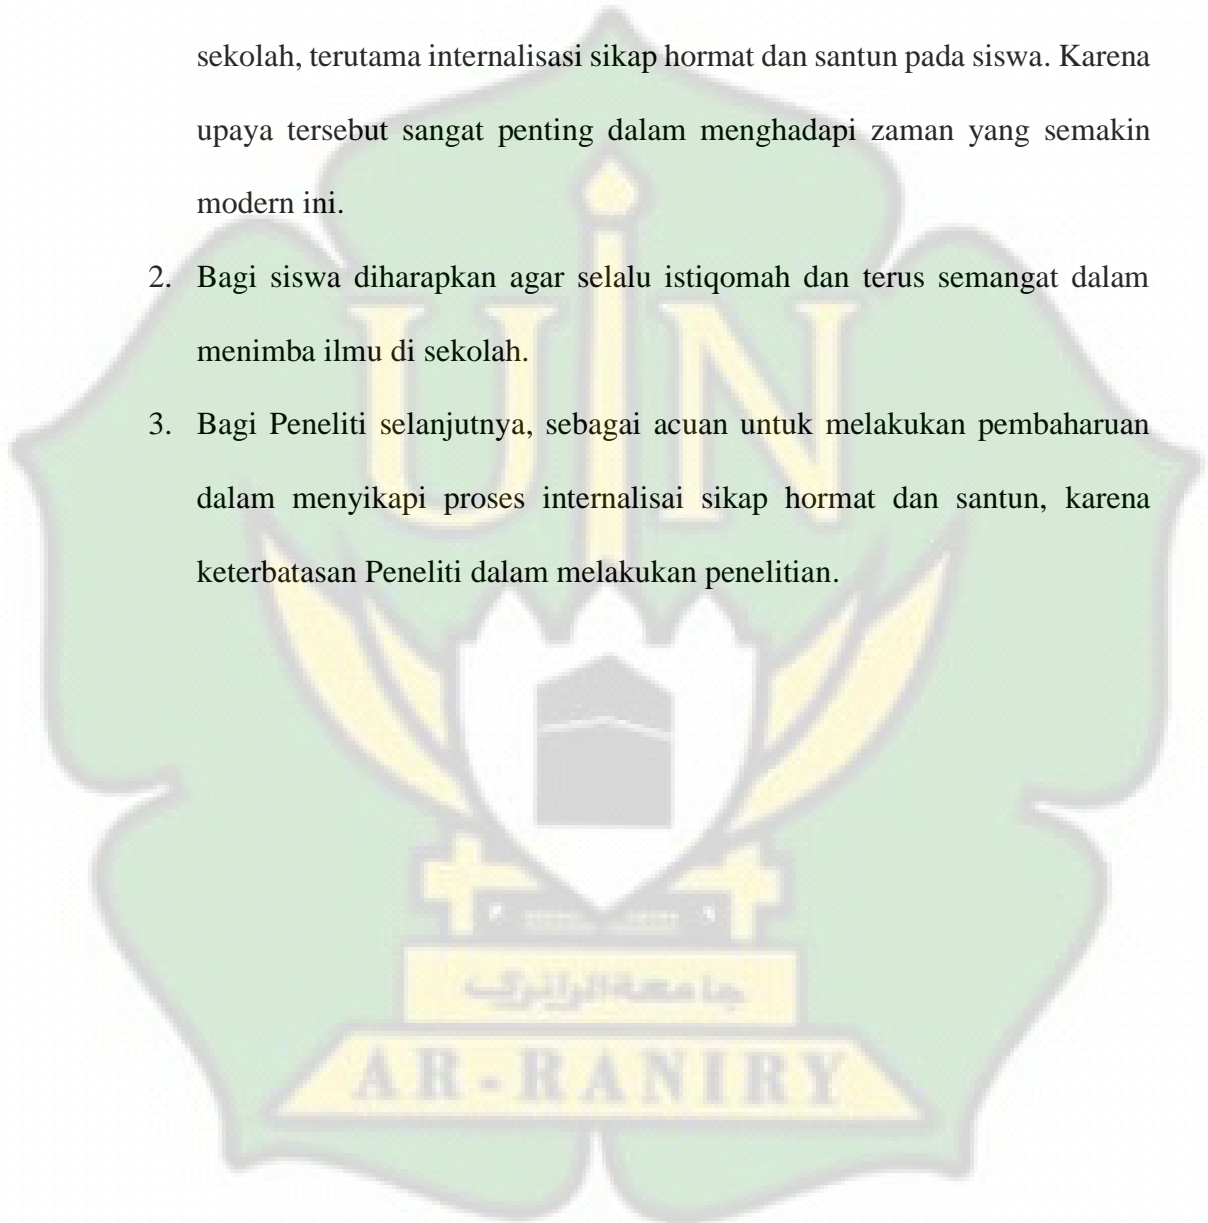 sekolah, terutama internalisasi sikap hormat dan santun pada siswa. Karena
upaya tersebut sangat penting dalam menghadapi zaman yang semakin
modern ini.
2. Bagi siswa diharapkan agar selalu istiqomah dan terus semangat dalam
menimba ilmu di sekolah.
3. Bagi Peneliti selanjutnya, sebagai acuan untuk melakukan pembaharuan
dalam menyikapi proses internalisai sikap hormat dan santun, karena
keterbatasan Peneliti dalam melakukan penelitian.
UIN
جامعة الرانري
AR-RANIRY